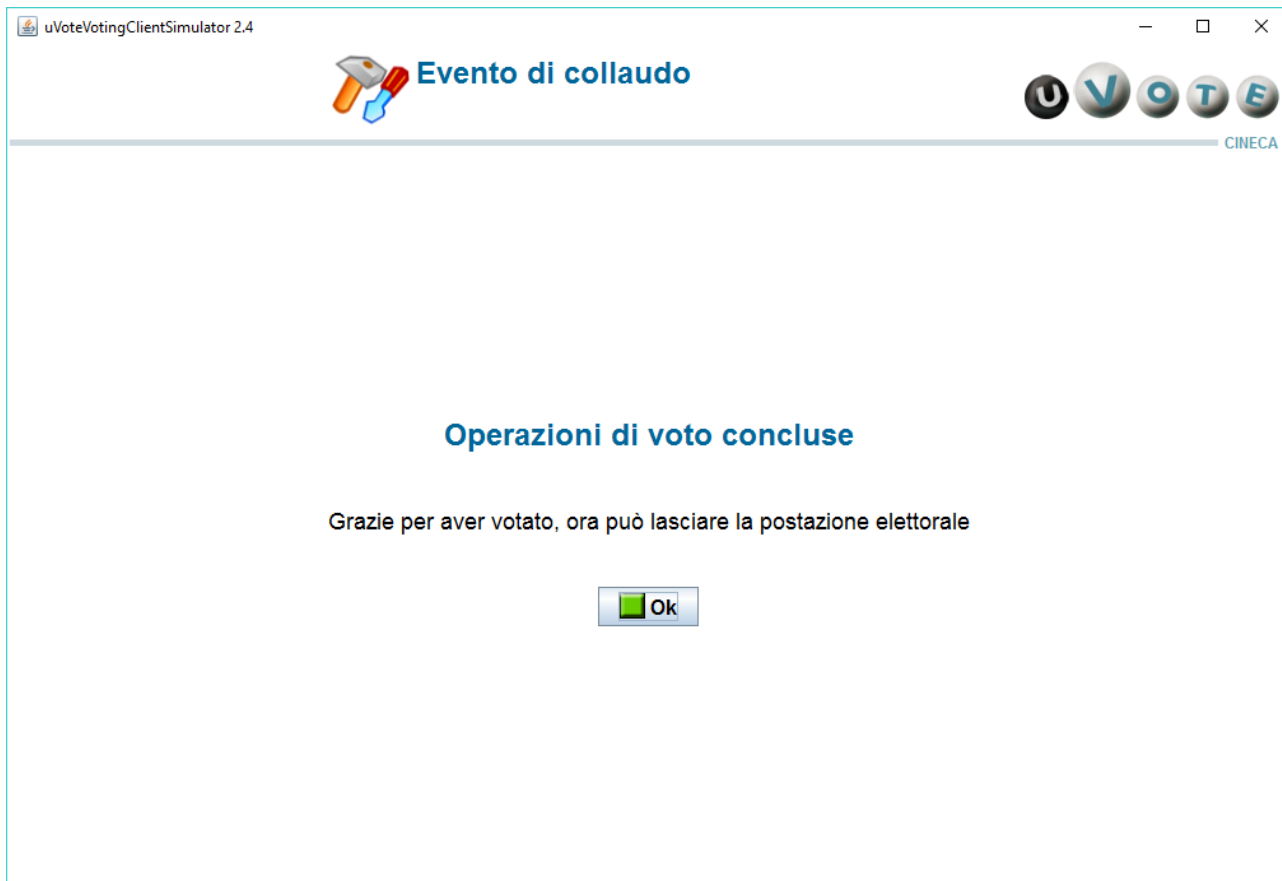 uVoteVotingClientSimulator 2.4
Evento di collaudo
U VOTE
CINECA
Operazioni di voto concluse
Grazie per aver votato, ora può lasciare la postazione elettorale
Ok